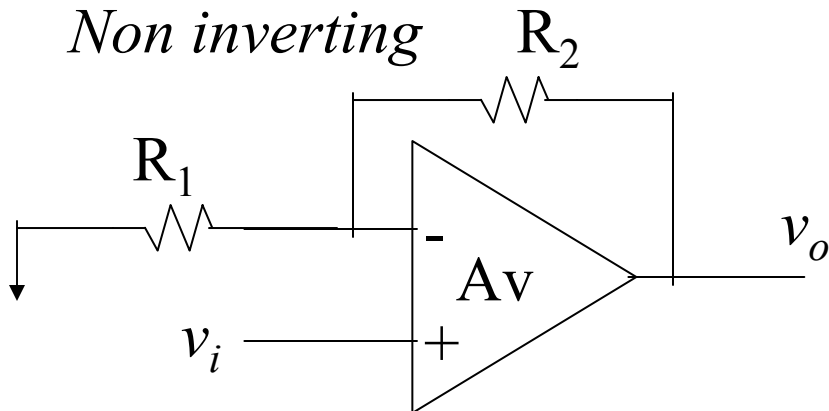 Non inverting
R₂
R₁
-
Av
vₒ
vᵢ
+